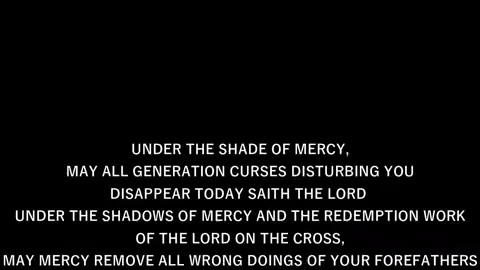 UNDER THE SHADE OF MERCY,
MAY ALL GENERATION CURSES DISTURBING YOU
DISAPPEAR TODAY SAITH THE LORD
UNDER THE SHADOWS OF MERCY AND THE REDEMPTION WORK
OF THE LORD ON THE CROSS,
MAY MERCY REMOVE ALL WRONG DOINGS OF YOUR FOREFATHERS